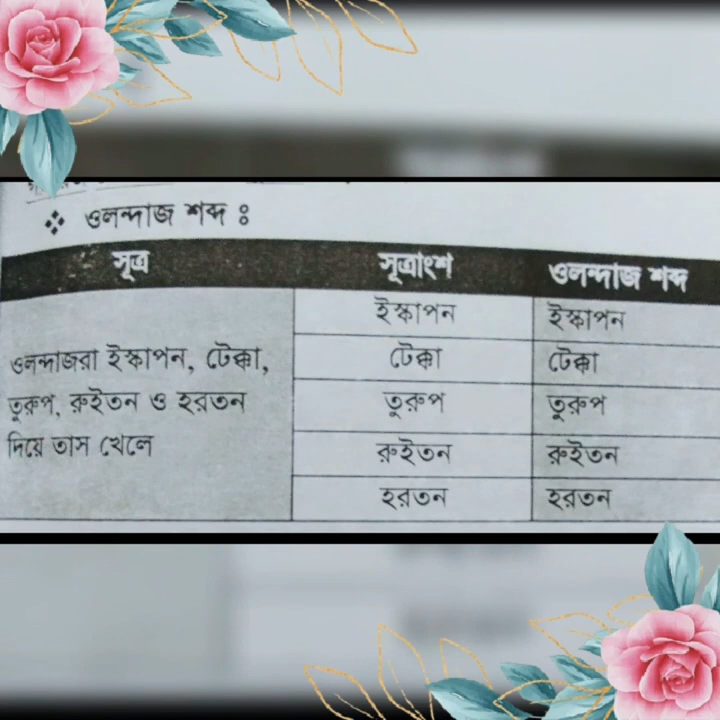 ❖ ওলন্দাজ শব্দ ঃ
সূত্র সূত্রাংশ ওলন্দাজ শব্দ
ওলন্দাজরা ইস্কাপন, টেক্কা,
তুরুপ, রুইতন ও হরতন
দিয়ে তাস খেলে
ইস্কাপন ইস্কাপন
টেক্কা টেক্কা
তুরুপ তুরুপ
রুইতন রুইতন
হরতন হরতন